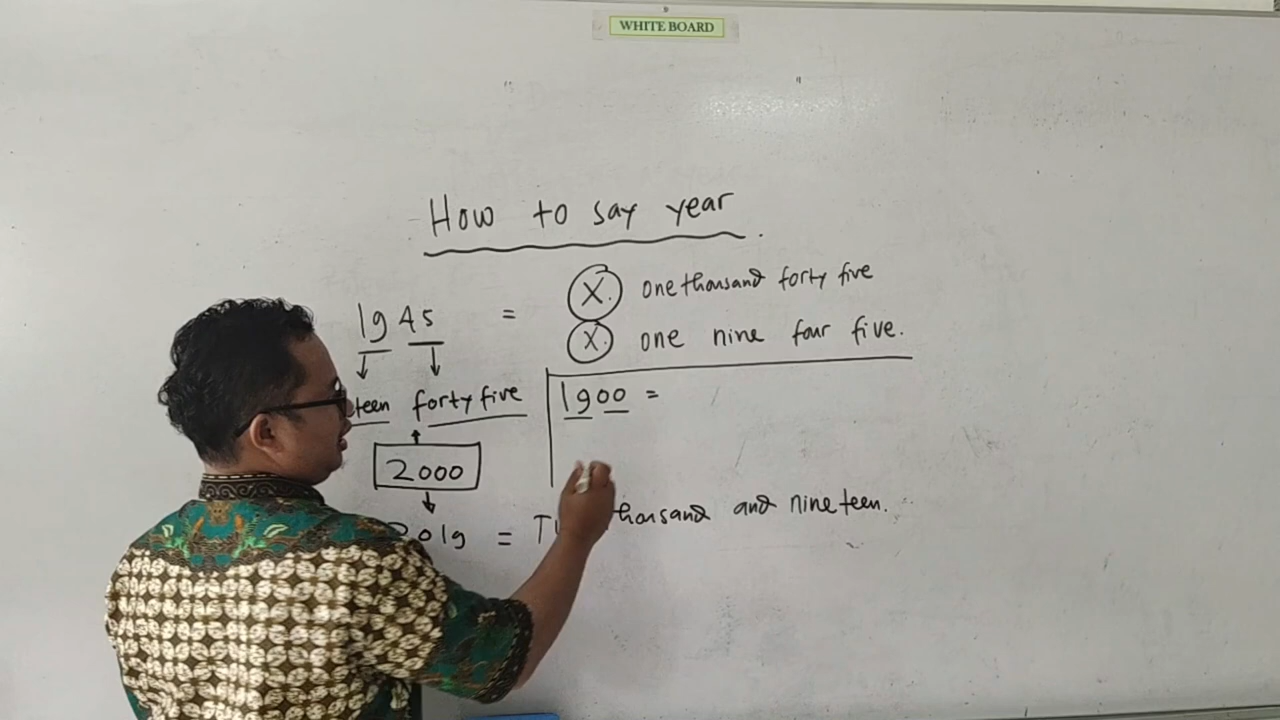 WHITE BOARD
How to say year.
1945 = X. one thousand forty five
X. one nine four five.
teen forty five
1900 =
2000
2019 = thousand and nineteen.